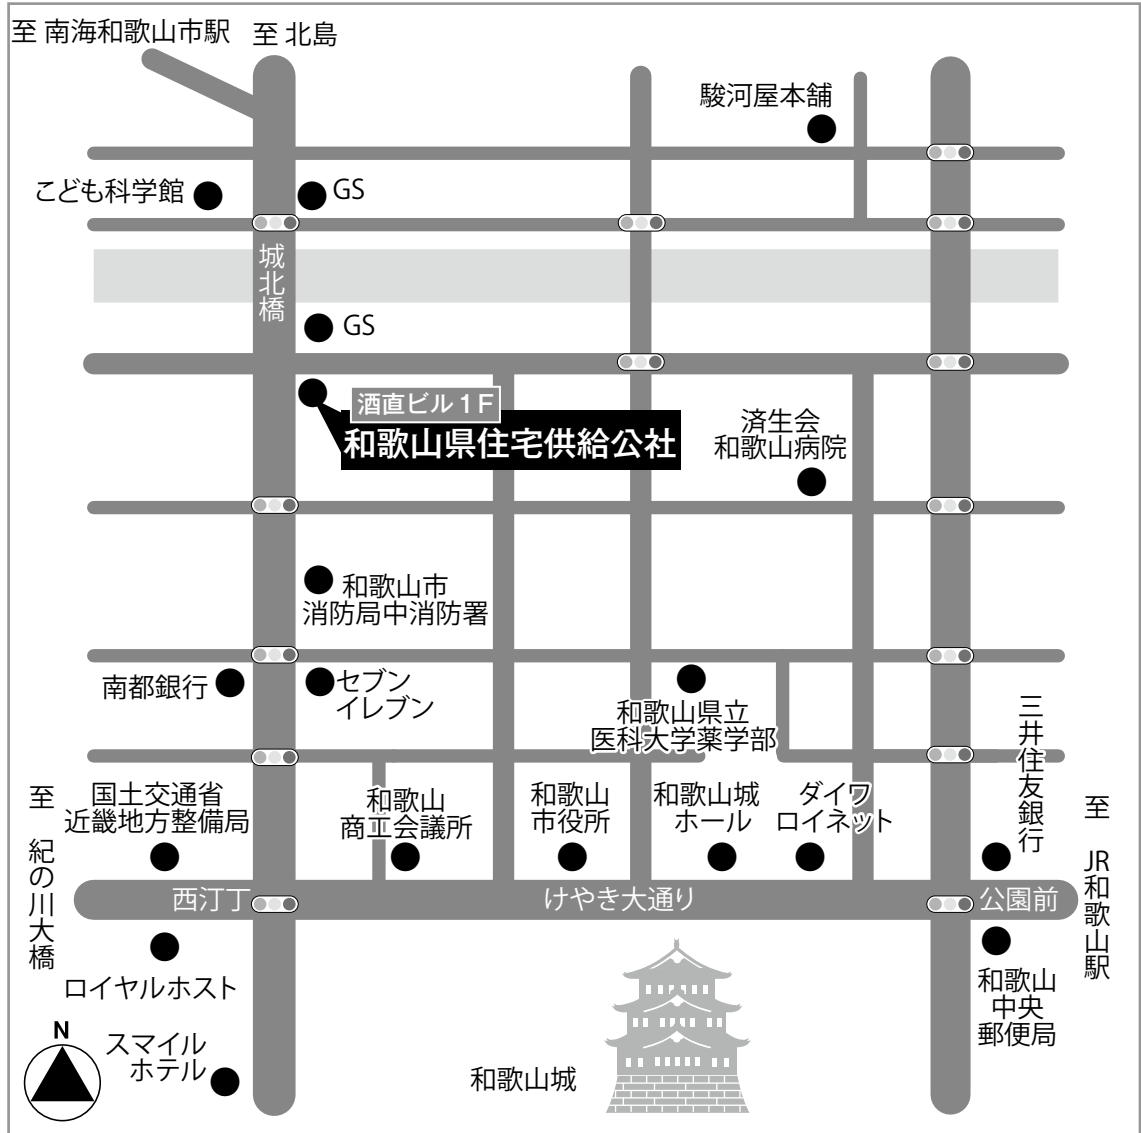 至 南海和歌山市駅
至 北島
駿河屋本舗
こども科学館
GS
城北橋
GS
酒直ビル１F
和歌山県住宅供給公社
済生会
和歌山病院
和歌山市
消防局中消防署
南都銀行
セブン
イレブン
和歌山県立
医科大学薬学部
三井住友銀行
至 紀の川大橋
国土交通省
近畿地方整備局
和歌山
商工会議所
和歌山
市役所
和歌山城
ホール
ダイワ
ロイネット
至 JR和歌山駅
西汀丁
けやき大通り
公園前
ロイヤルホスト
和歌山
中央
郵便局
N
スマイル
ホテル
和歌山城